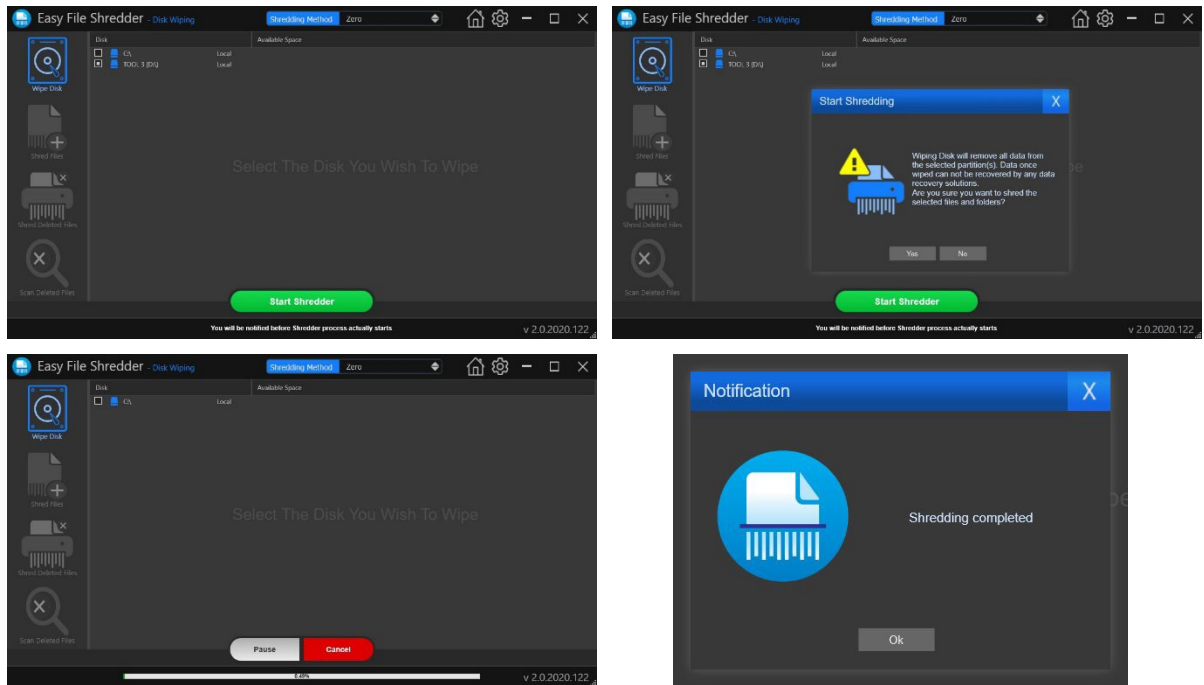 Easy File Shredder - Disk Wiping
Shredding Method Zero
Disk Available Space
C:\ Local
TOOL 3 (D:\) Local
Wipe Disk
Shred Files
Shred Deleted Files
Scan Deleted Files
Select The Disk You Wish To Wipe
Start Shredder
You will be notified before Shredder process actually starts
v 2.0.2020.122
Easy File Shredder - Disk Wiping
Shredding Method Zero
Disk Available Space
C:\ Local
TOOL 3 (D:\) Local
Wipe Disk
Shred Files
Shred Deleted Files
Scan Deleted Files
Start Shredding
X
Wiping Disk will remove all data from
the selected partition(s). Data once
wiped can not be recovered by any data
recovery solutions.
Are you sure you want to shred the
selected files and folders?
Yes No
pe
Start Shredder
You will be notified before Shredder process actually starts
v 2.0.2020.122
Easy File Shredder - Disk Wiping
Shredding Method Zero
Disk Available Space
C:\ Local
Wipe Disk
Shred Files
Shred Deleted Files
Scan Deleted Files
Select The Disk You Wish To Wipe
Pause Cancel
0.49%
v 2.0.2020.122
Notification
X
Shredding completed
pe
Ok